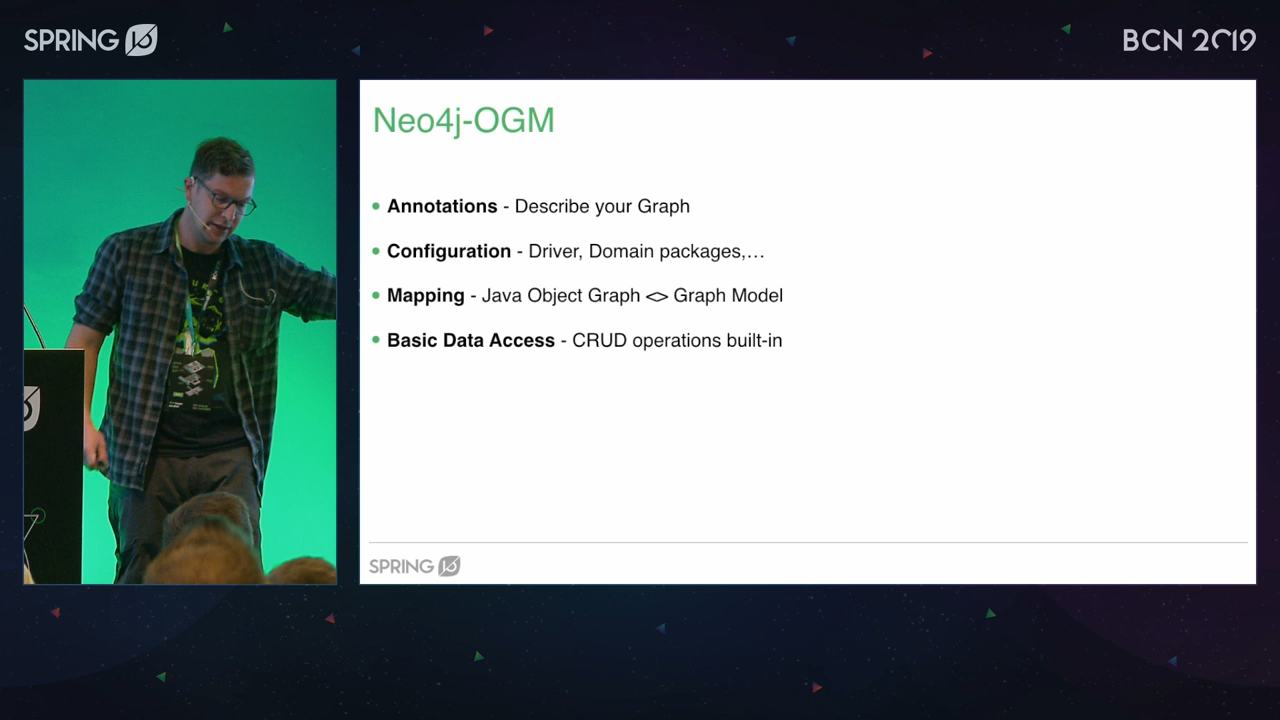 SPRING
BCN 2019
Neo4j-OGM
• Annotations - Describe your Graph
• Configuration - Driver, Domain packages,…
• Mapping - Java Object Graph <> Graph Model
• Basic Data Access - CRUD operations built-in
SPRING